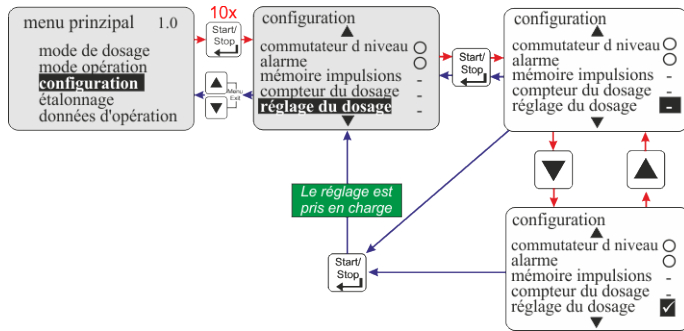 menu prinzipal 1.0
mode de dosage
mode opération
configuration
étalonnage
données d'opération
10x
Start/
Stop
Menu
Exit
configuration
commutateur d niveau
alarme
mémoire impulsions -
compteur du dosage -
réglage du dosage -
Start/
Stop
configuration
commutateur d niveau
alarme
mémoire impulsions -
compteur du dosage -
réglage du dosage -
Le réglage est
pris en charge
Start/
Stop
configuration
commutateur d niveau
alarme
mémoire impulsions -
compteur du dosage -
réglage du dosage ✓